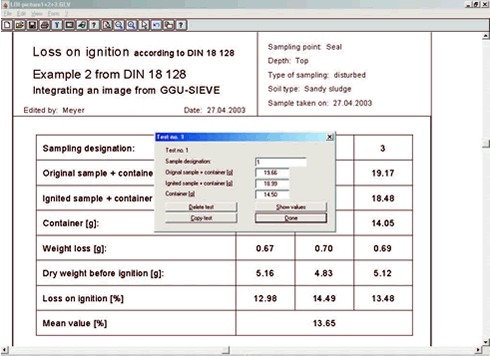 LOI-picture1+2+3.GLV
File Edit View Form ?
Loss on ignition according to DIN 18 128
Example 2 from DIN 18 128
Integrating an image from GGU-SIEVE
Edited by: Meyer Date: 27.04.2003
Sampling point: Seal
Depth: Top
Type of sampling: disturbed
Soil type: Sandy sludge
Sample taken on: 27.04.2003
Sampling designation: 3
Original sample + containe 19.17
Ignited sample + container 18.48
Container [g]: 14.05
Weight loss [g]: 0.67 0.70 0.69
Dry weight before ignition [g]: 5.16 4.83 5.12
Loss on ignition [%] 12.98 14.49 13.48
Mean value [%] 13.65
Test no. 1
Test no. 1
Sample designation: 1
Original sample + container [g] 19.66
Ignited sample + container [g] 18.99
Container [g] 14.50
Delete test Show values
Copy test Done